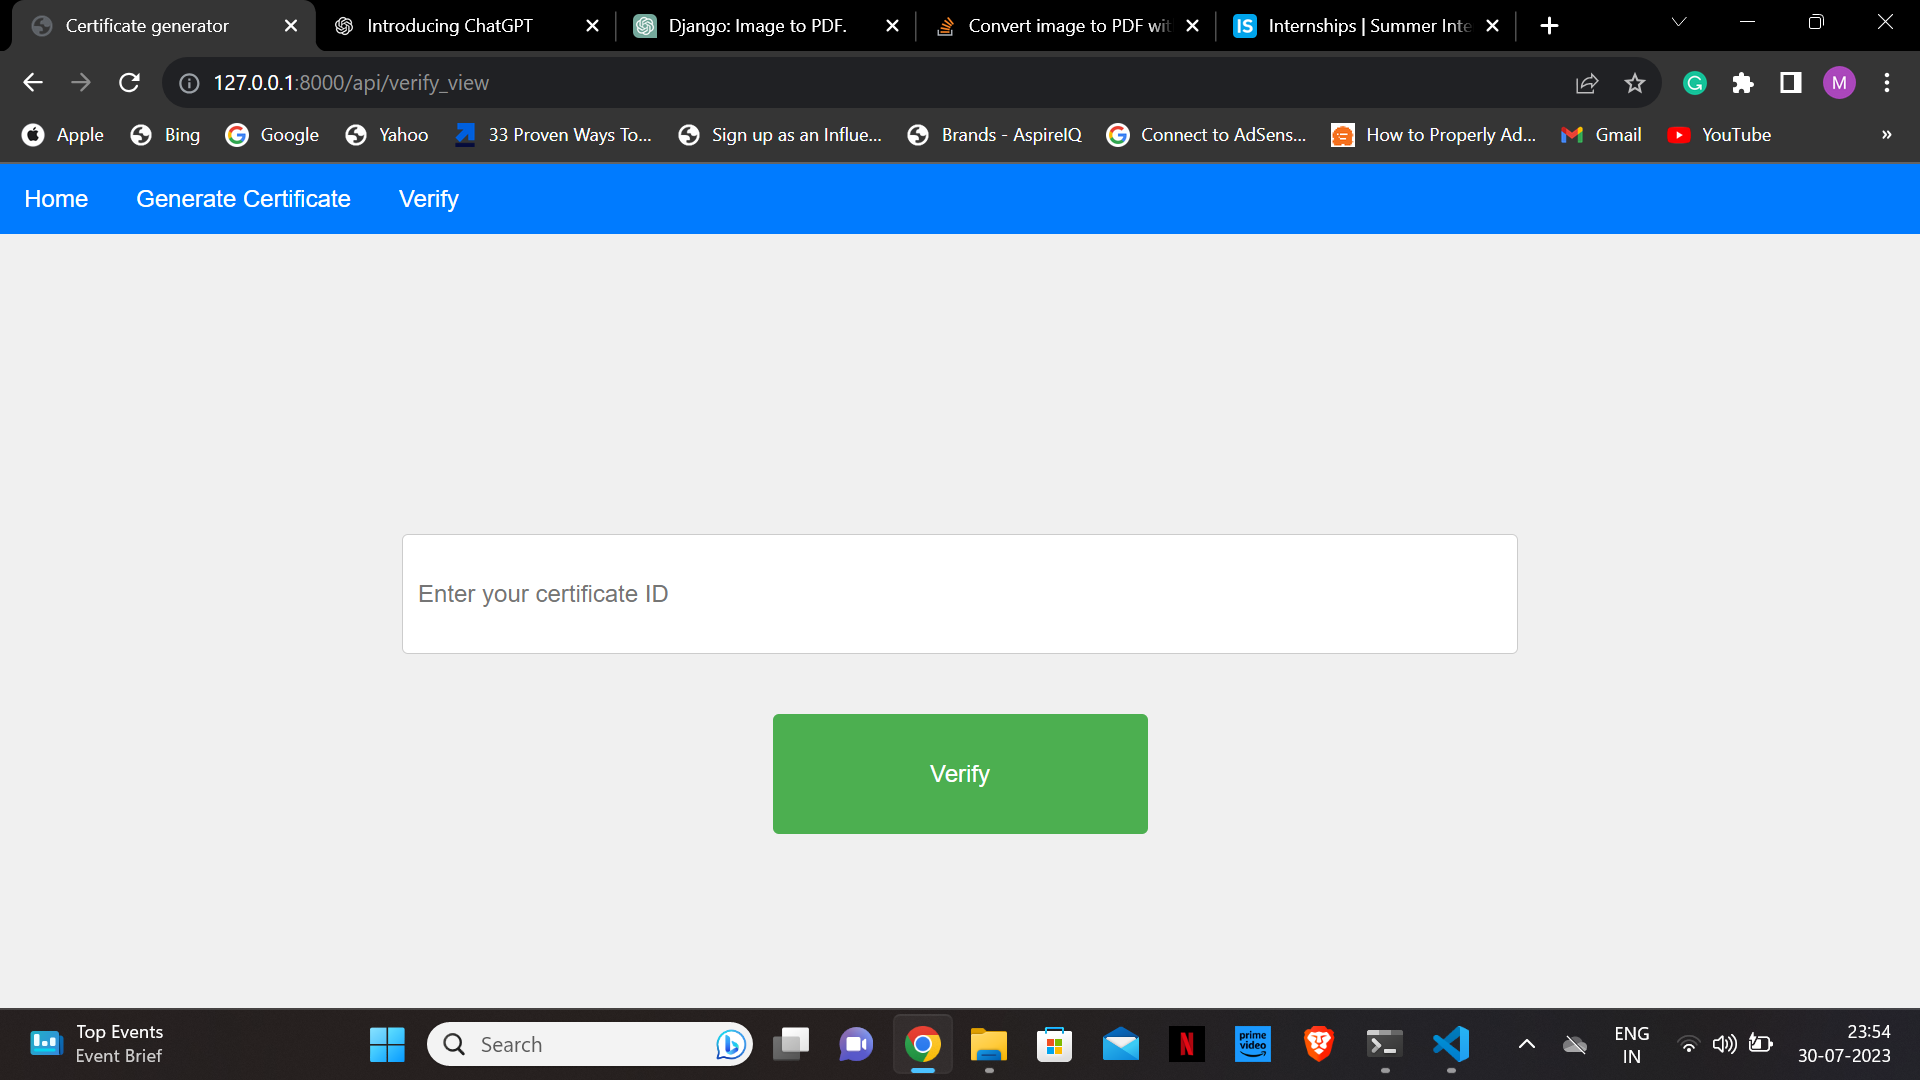 Certificate generator
Introducing ChatGPT
Django: Image to PDF.
Convert image to PDF wit
IS Internships | Summer Inte
127.0.0.1:8000/api/verify_view
G
M
Apple
Bing
Google
Yahoo
33 Proven Ways To...
Sign up as an Influe...
Brands - AspireIQ
Connect to AdSens...
How to Properly Ad...
Gmail
YouTube
»
Home
Generate Certificate
Verify
Enter your certificate ID
Verify
Top Events
Event Brief
Search
N
prime video
ENG
IN
23:54
30-07-2023